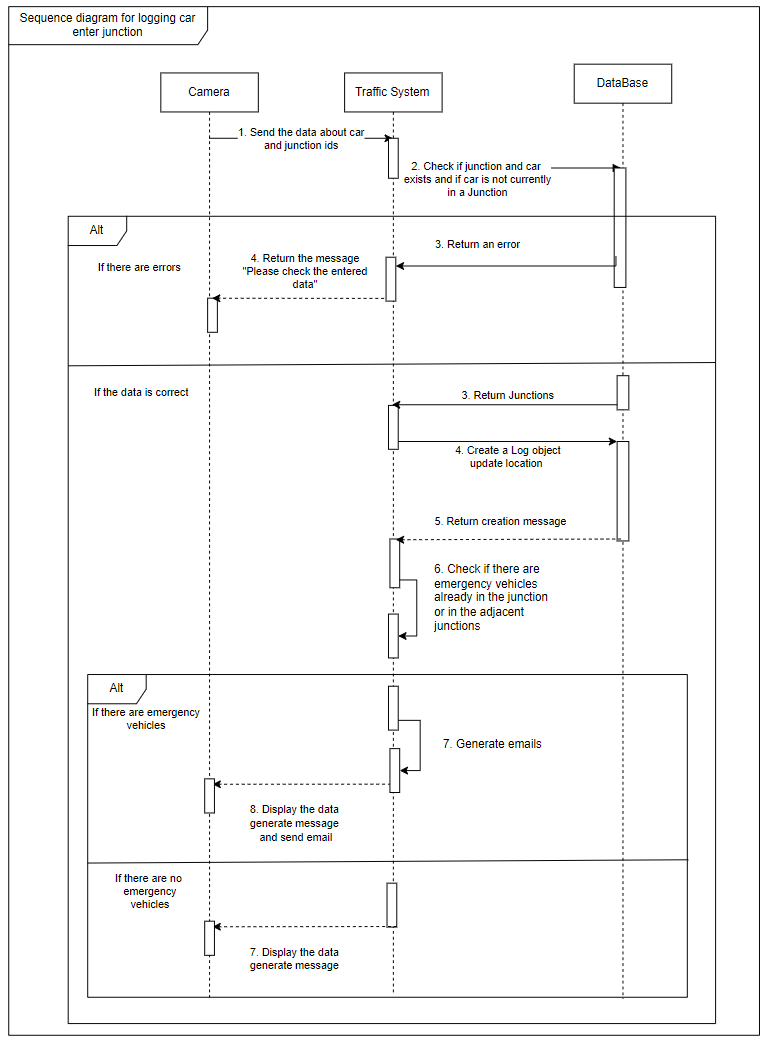 Sequence diagram for logging car
enter junction
Camera
Traffic System
DataBase
1. Send the data about car
and junction ids
2. Check if junction and car
exists and if car is not currently
in a Junction
Alt
If there are errors
3. Return an error
4. Return the message
"Please check the entered
data"
If the data is correct
3. Return Junctions
4. Create a Log object
update location
5. Return creation message
6. Check if there are
emergency vehicles
already in the junction
or in the adjacent
junctions
Alt
If there are emergency
vehicles
7. Generate emails
8. Display the data
generate message
and send email
If there are no
emergency
vehicles
7. Display the data
generate message